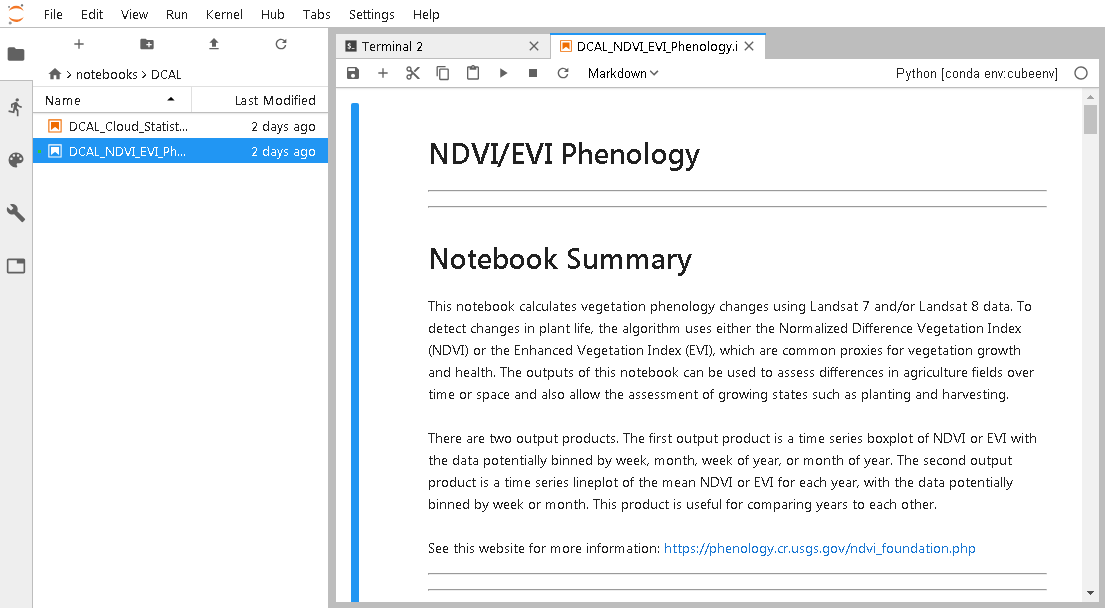 File Edit View Run Kernel Hub Tabs Settings Help
Terminal 2
DCAL_NDVI_EVI_Phenology.i
Markdown
Python [conda env:cubeenv]
notebooks > DCAL
Name Last Modified
DCAL_Cloud_Statist... 2 days ago
DCAL_NDVI_EVI_Ph... 2 days ago
NDVI/EVI Phenology
Notebook Summary
This notebook calculates vegetation phenology changes using Landsat 7 and/or Landsat 8 data. To
detect changes in plant life, the algorithm uses either the Normalized Difference Vegetation Index
(NDVI) or the Enhanced Vegetation Index (EVI), which are common proxies for vegetation growth
and health. The outputs of this notebook can be used to assess differences in agriculture fields over
time or space and also allow the assessment of growing states such as planting and harvesting.
There are two output products. The first output product is a time series boxplot of NDVI or EVI with
the data potentially binned by week, month, week of year, or month of year. The second output
product is a time series lineplot of the mean NDVI or EVI for each year, with the data potentially
binned by week or month. This product is useful for comparing years to each other.
See this website for more information: https://phenology.cr.usgs.gov/ndvi_foundation.php